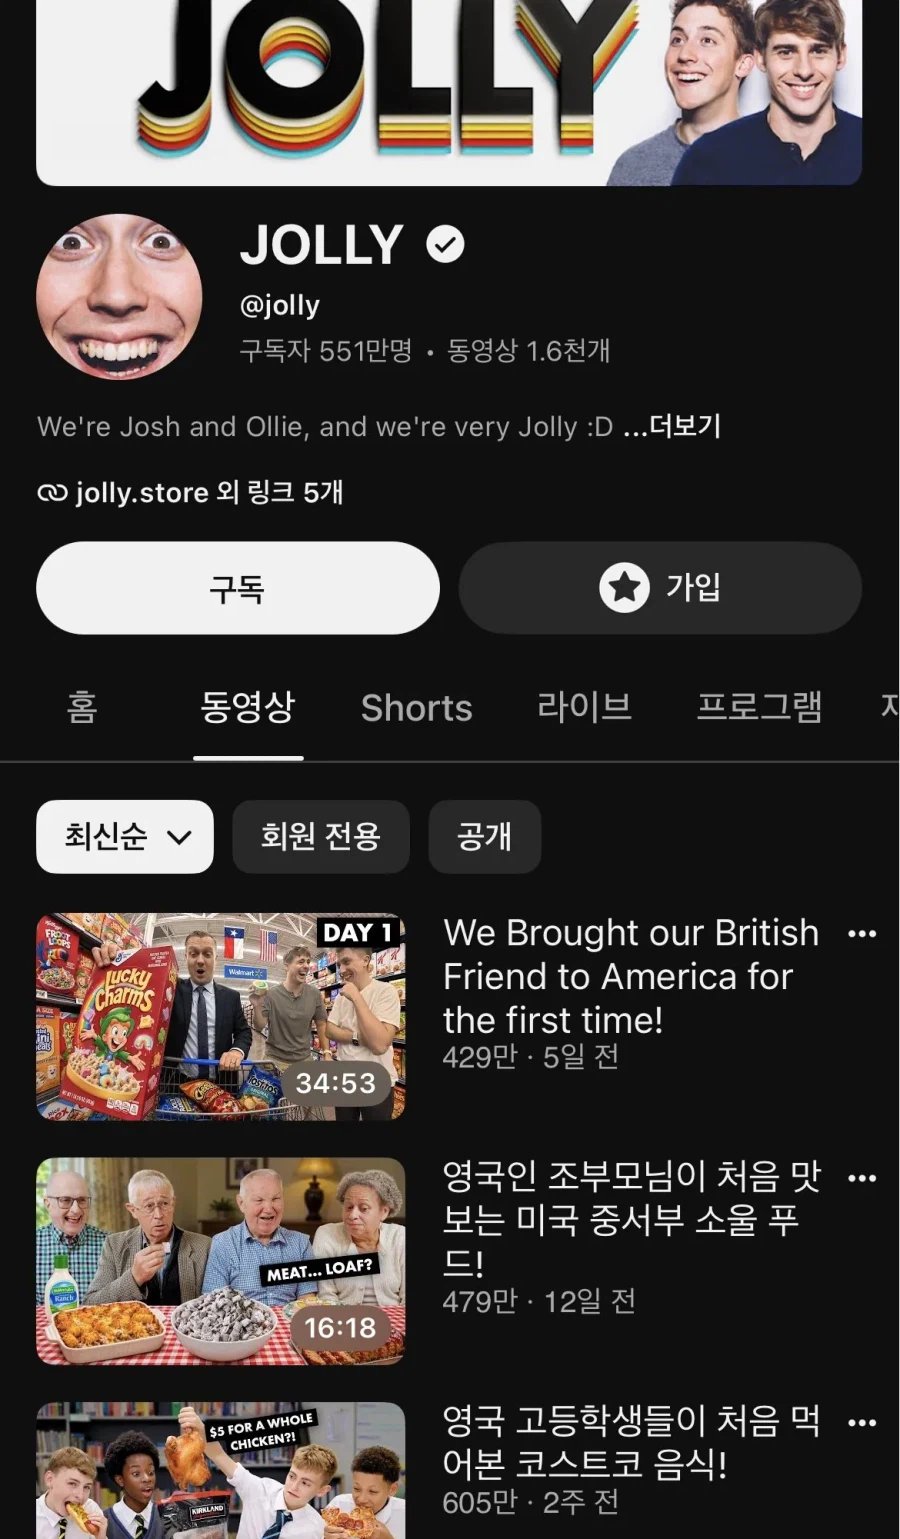 JOLLY
JOLLY
@jolly
구독자 551만명 • 동영상 1.6천개
We're Josh and Ollie, and we're very Jolly :D ...더보기
jolly.store 외 링크 5개
구독
가입
홈
동영상
Shorts
라이브
프로그램
최신순
회원 전용
공개
DAY 1
FROOT LOOPS
Walmart
Lucky Charms
TOSTITOS
34:53
We Brought our British
Friend to America for
the first time!
429만 · 5일 전
MEAT... LOAF?
Ranch
16:18
영국인 조부모님이 처음 맛
보는 미국 중서부 소울 푸
드!
479만 · 12일 전
$5 FOR A WHOLE
CHICKEN?!
KIRKLAND
영국 고등학생들이 처음 먹
어본 코스트코 음식!
605만 · 2주 전